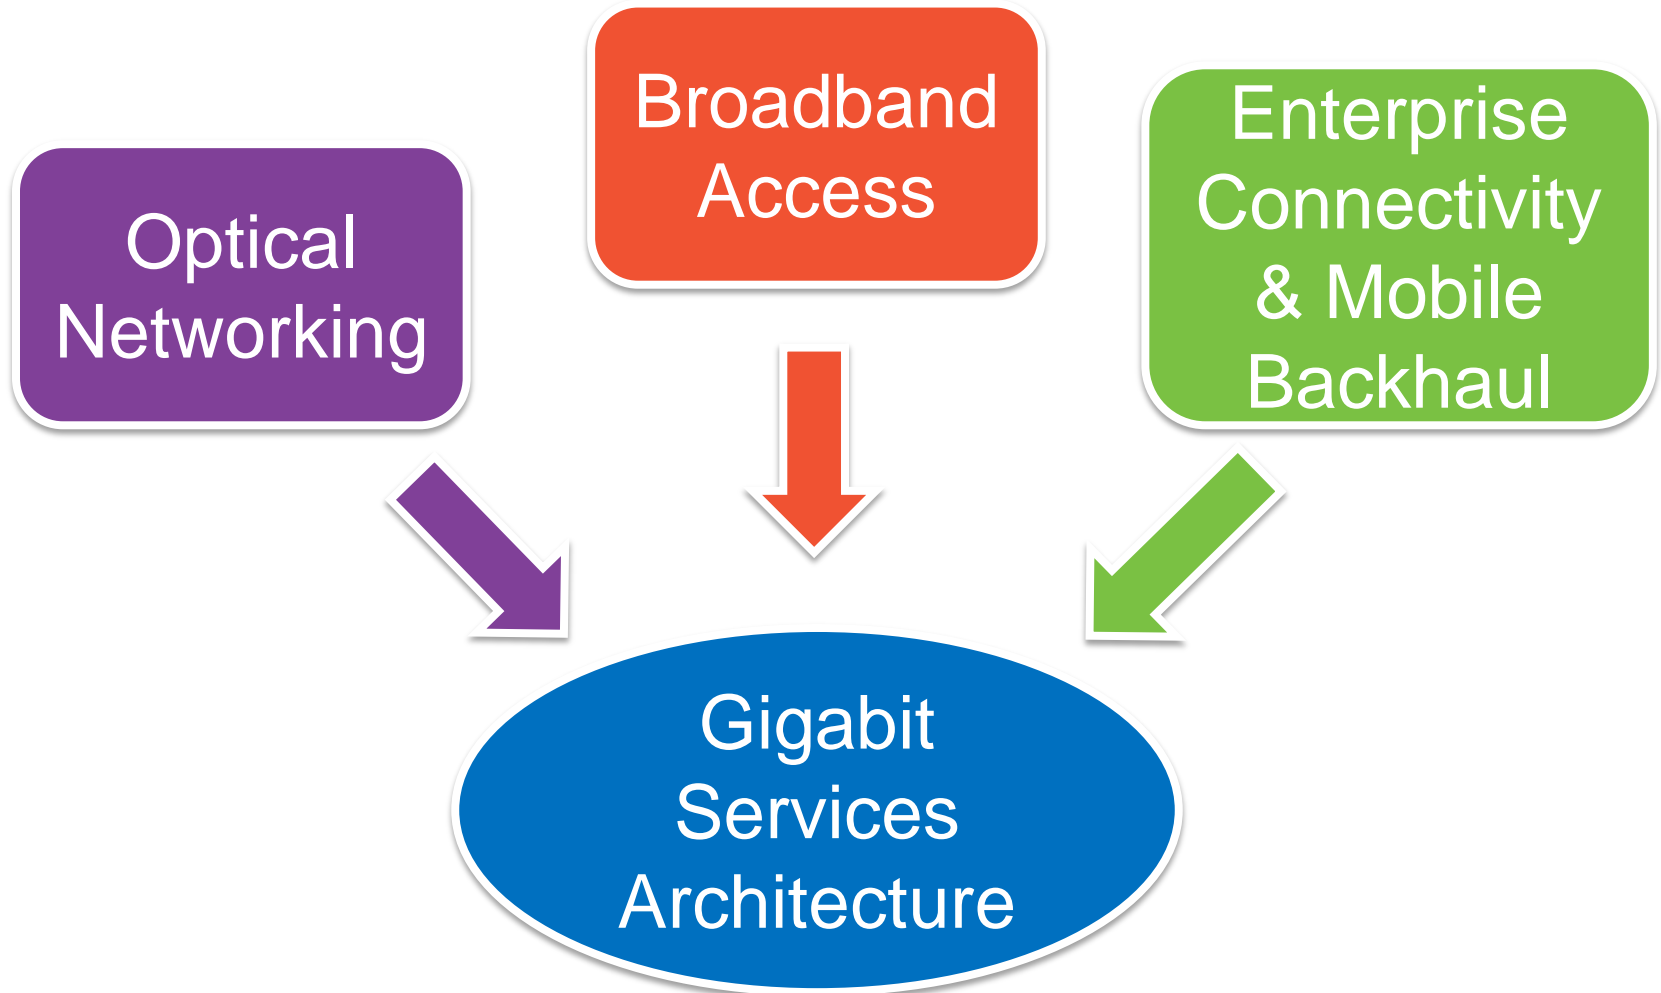 Optical
Networking
Broadband
Access
Enterprise
Connectivity
& Mobile
Backhaul
Gigabit
Services
Architecture